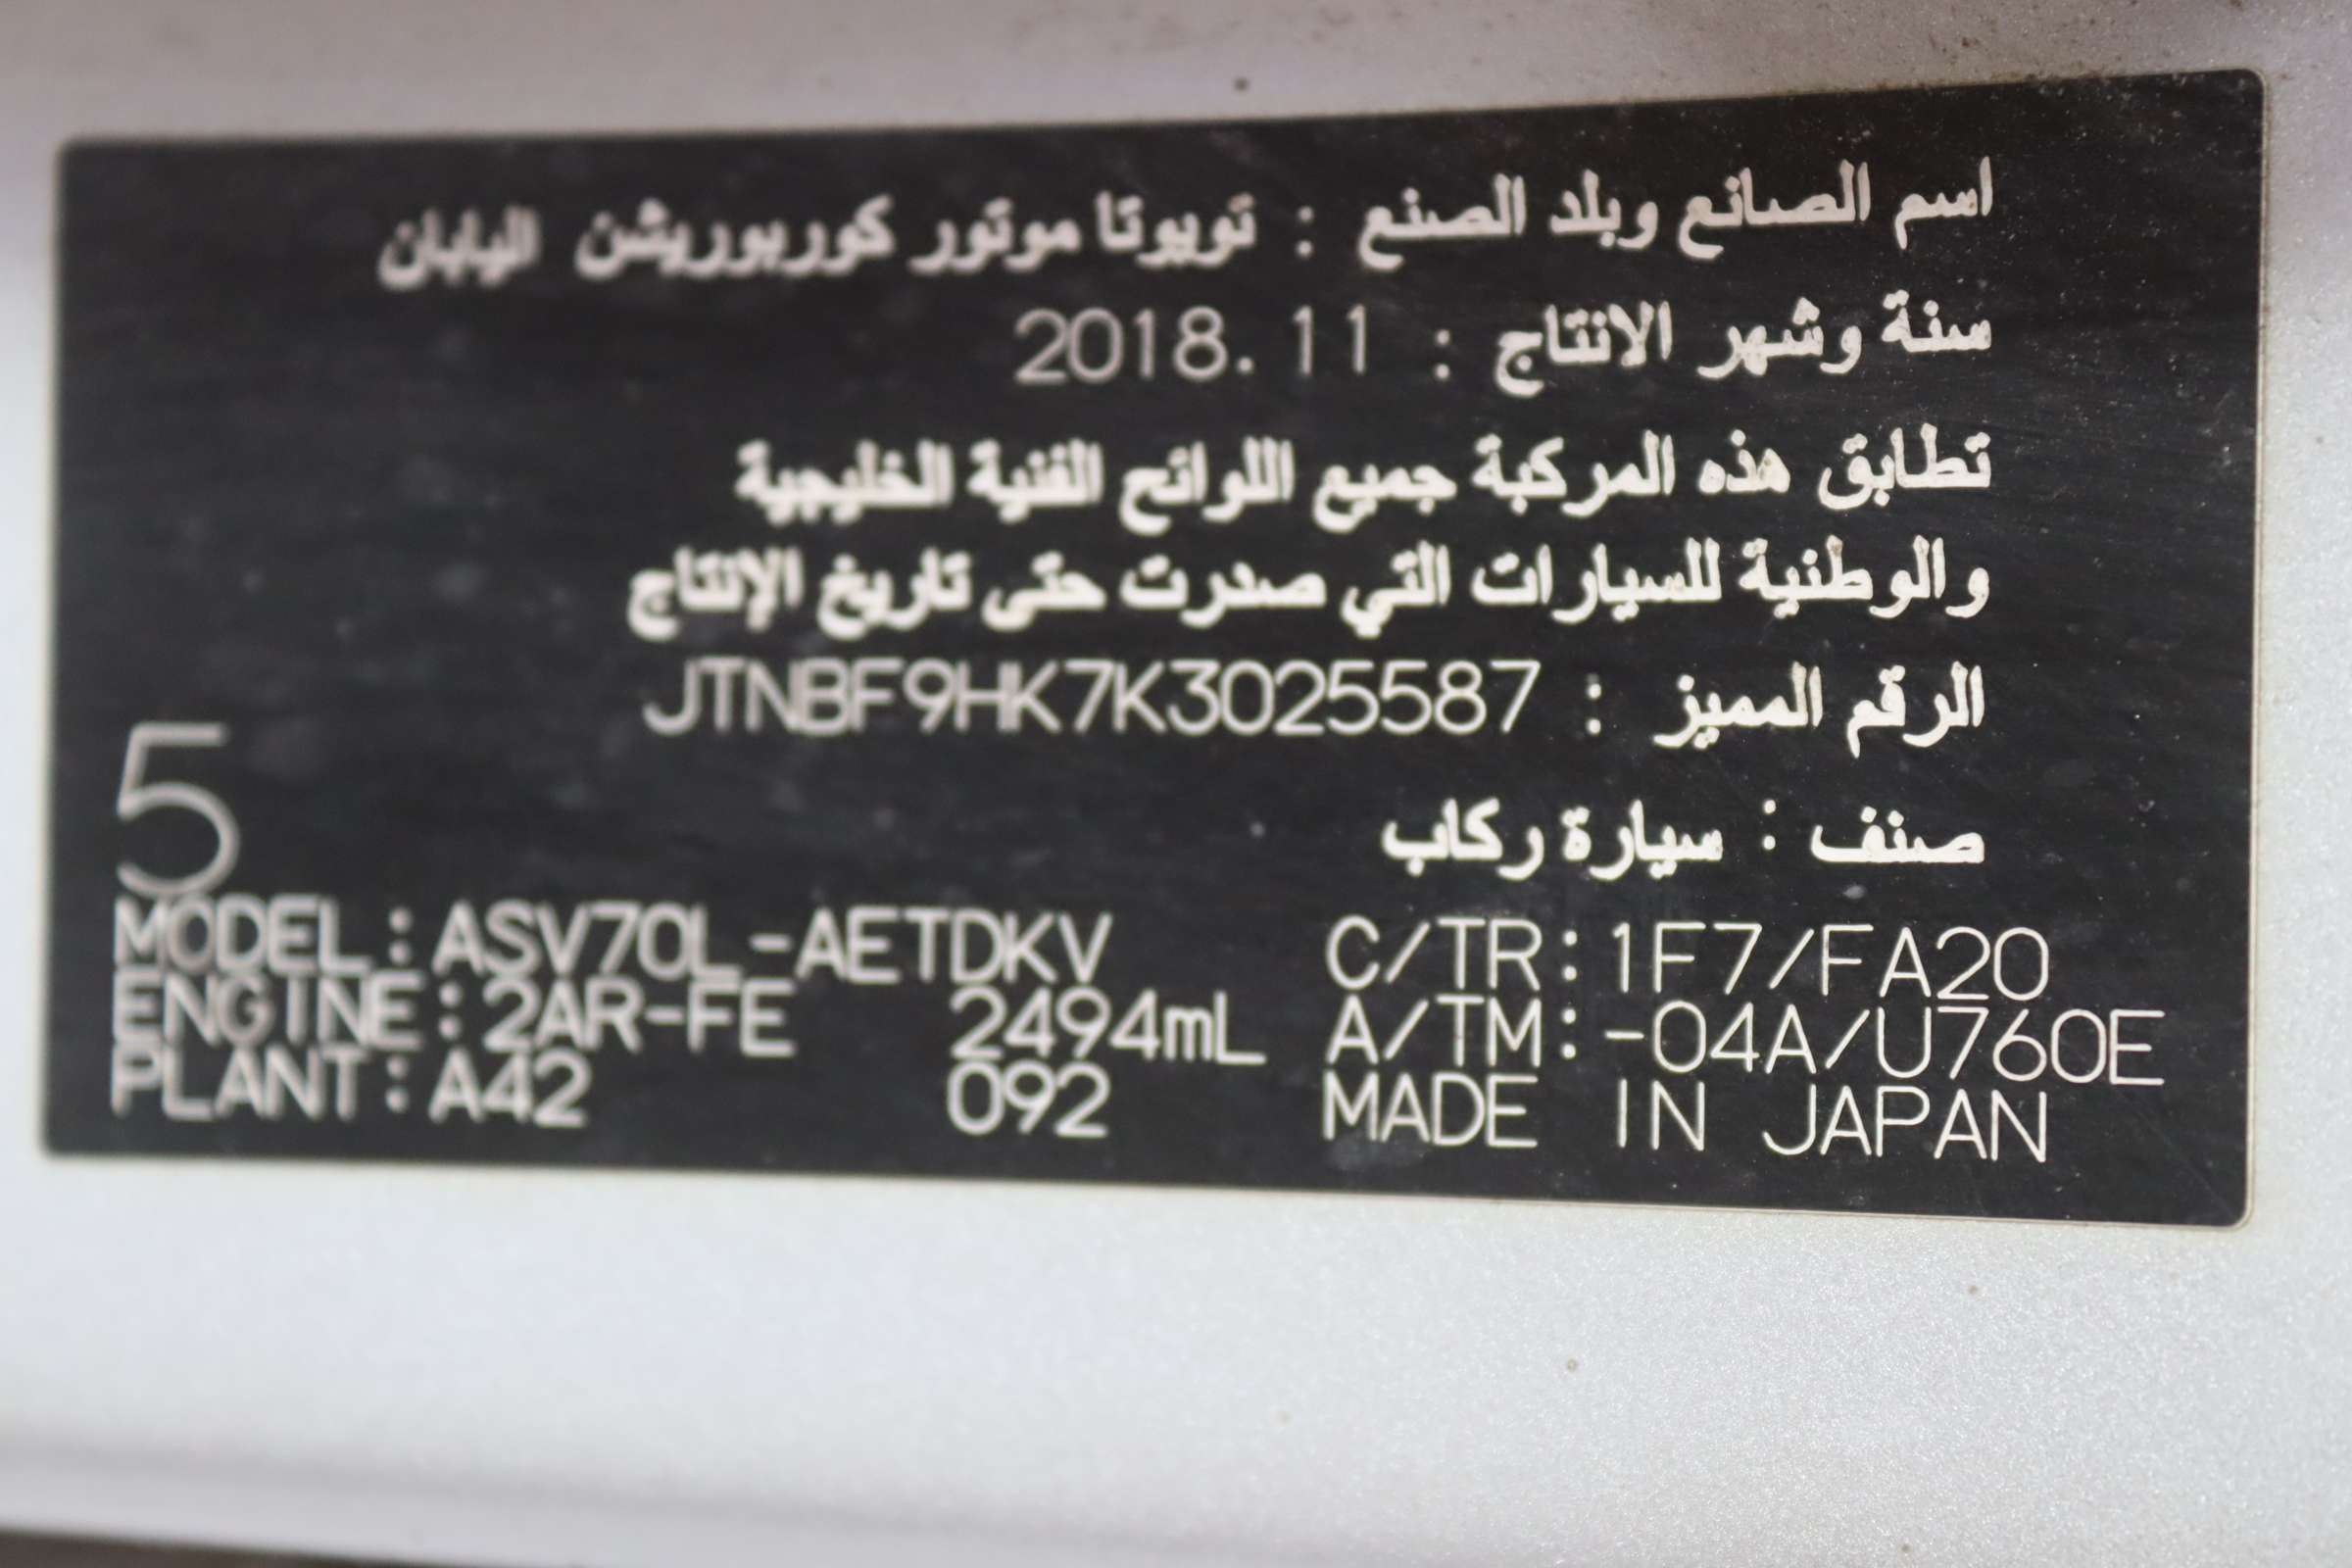 اسم الصانع وبلد الصنع : تويوتا موتور كوربوريشن اليابان
سنة وشهر الانتاج : 2018.11
تطابق هذه المركبة جميع اللوائح الفنية الخليجية
والوطنية للسيارات التي صدرت حتى تاريخ الإنتاج
الرقم المميز : JTNBF9HK7K3025587
صنف : سيارة ركاب
5
MODEL : ASV70L-AETDKV C/TR : 1F7/FA20
ENGINE : 2AR-FE 2494mL A/TM : -04A/U760E
PLANT : A42 092 MADE IN JAPAN